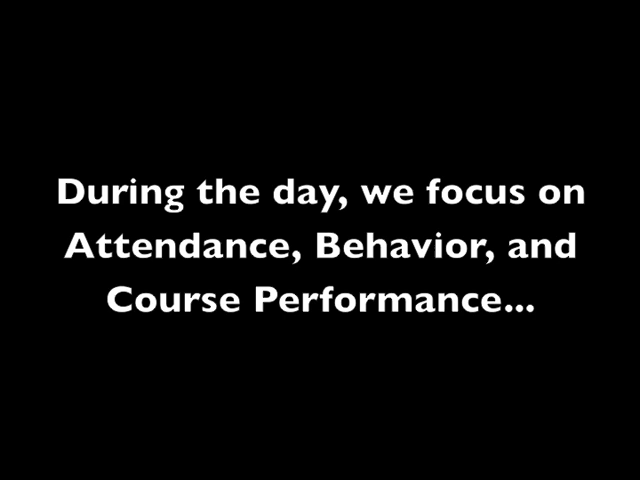 During the day, we focus on
Attendance, Behavior, and
Course Performance...